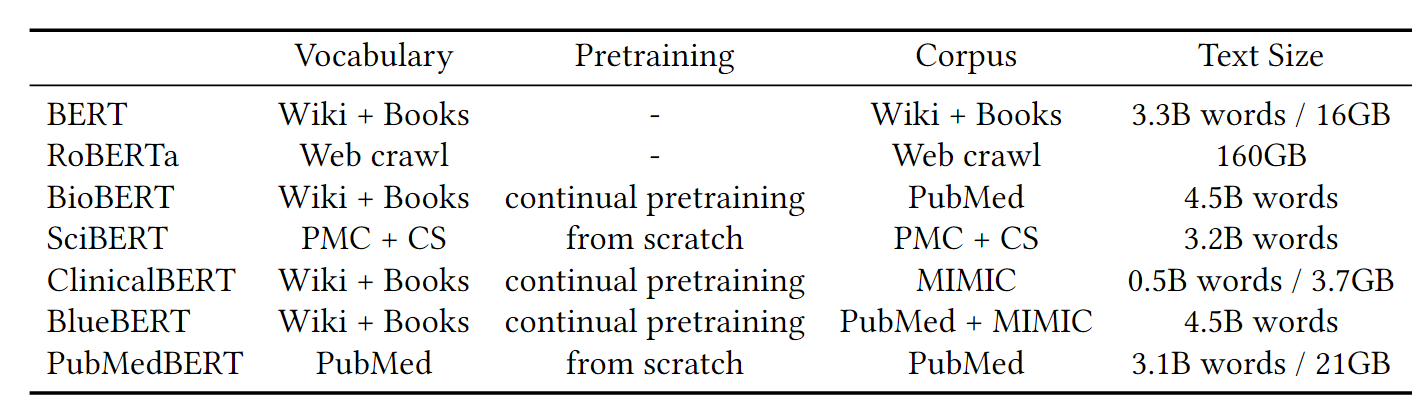 Vocabulary Pretraining Corpus Text Size
BERT Wiki + Books - Wiki + Books 3.3B words / 16GB
RoBERTa Web crawl - Web crawl 160GB
BioBERT Wiki + Books continual pretraining PubMed 4.5B words
SciBERT PMC + CS from scratch PMC + CS 3.2B words
ClinicalBERT Wiki + Books continual pretraining MIMIC 0.5B words / 3.7GB
BlueBERT Wiki + Books continual pretraining PubMed + MIMIC 4.5B words
PubMedBERT PubMed from scratch PubMed 3.1B words / 21GB